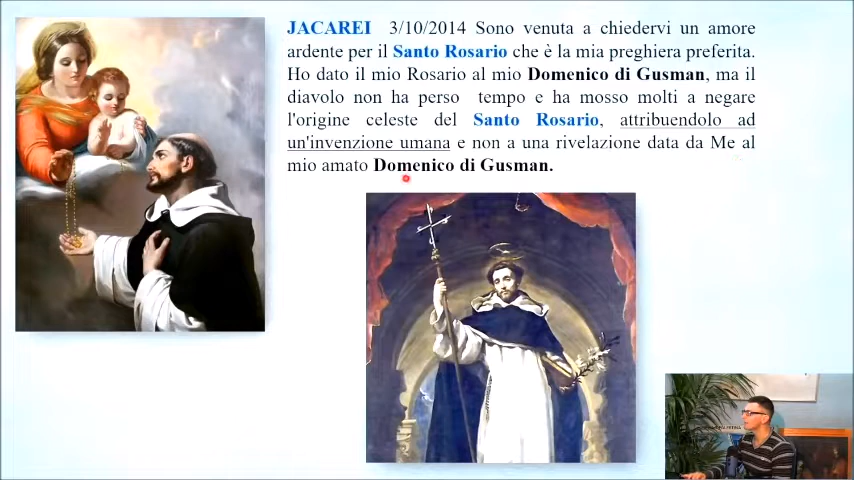 JACAREI 3/10/2014 Sono venuta a chiedervi un amore
ardente per il Santo Rosario che è la mia preghiera preferita.
Ho dato il mio Rosario al mio Domenico di Gusman, ma il
diavolo non ha perso tempo e ha mosso molti a negare
l'origine celeste del Santo Rosario, attribuendolo ad
un'invenzione umana e non a una rivelazione data da Me al
mio amato Domenico di Gusman.